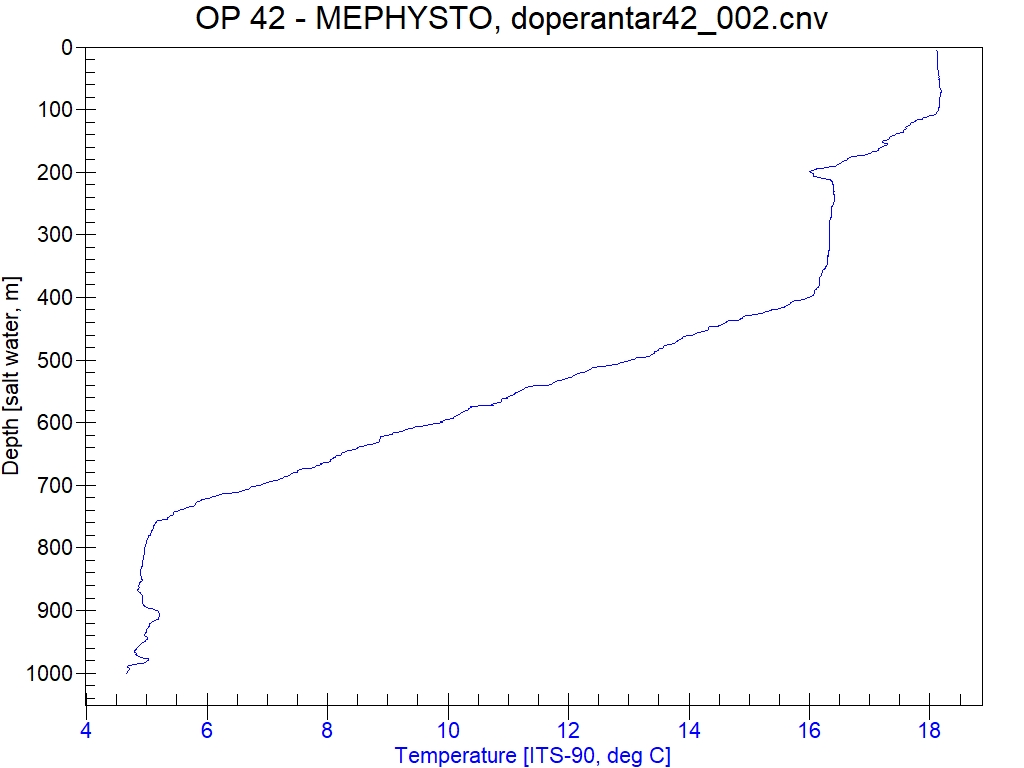 OP 42 - MEPHYSTO, doperantar42_002.cnv
0
100
200
300
400
500
600
700
800
900
1000
Depth [salt water, m]
4 6 8 10 12 14 16 18
Temperature [ITS-90, deg C]